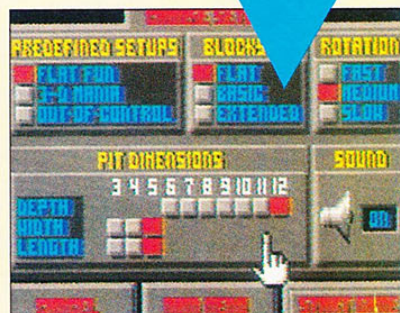 PREDEFINED SETUPS
FLAT FUN
3-D MANIA
OUT OF CONTROL
BLOCKS
FLAT
BASIC
EXTENDED
ROTATION
FAST
MEDIUM
SLOW
PIT DIMENSIONS
3 4 5 6 7 8 9 10 11 12
DEPTH
WIDTH
LENGTH
SOUND
ON